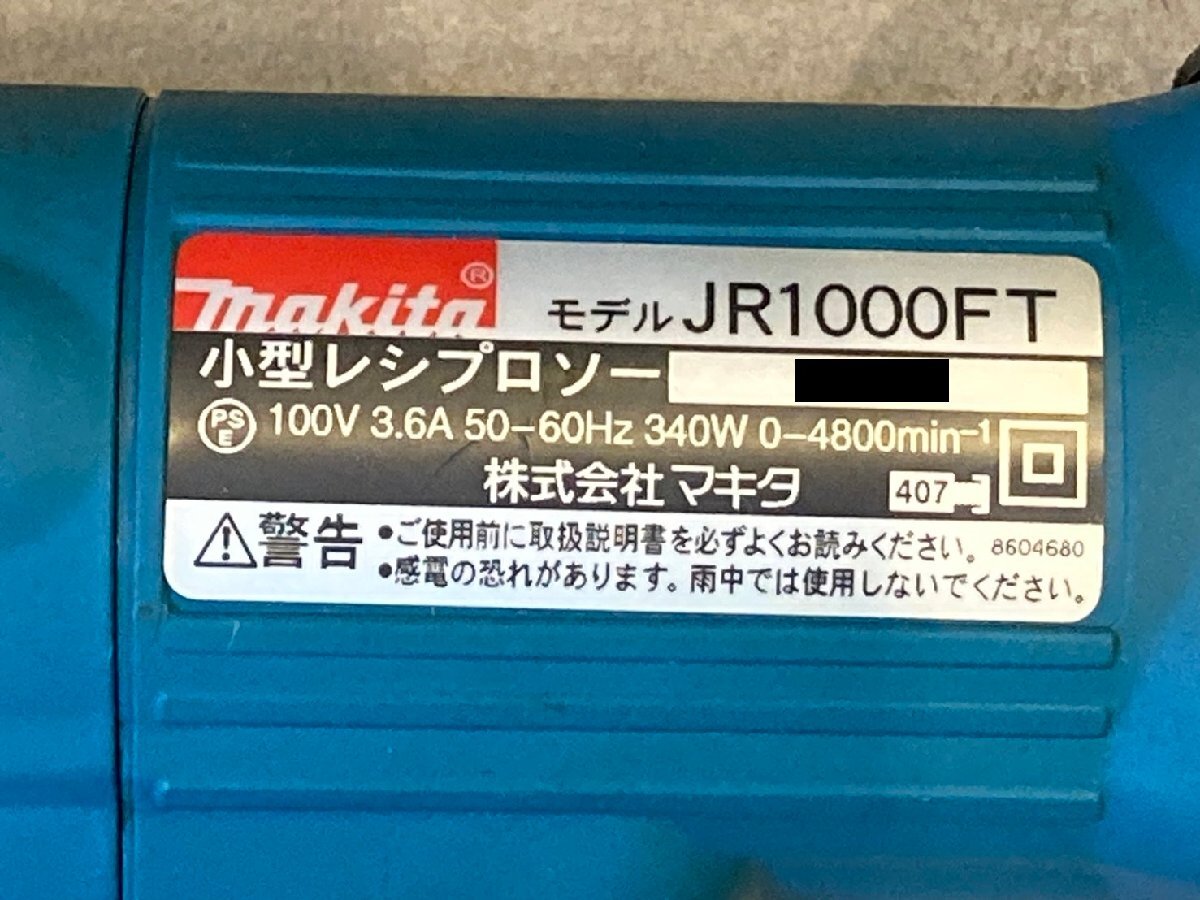 makita®
モデル JR1000FT
小型レシプロソー
PSE 100V 3.6A 50-60Hz 340W 0-4800min-1
株式会社マキタ 407
警告 •ご使用前に取扱説明書を必ずよくお読みください。 8604680
•感電の恐れがあります。雨中では使用しないでください。